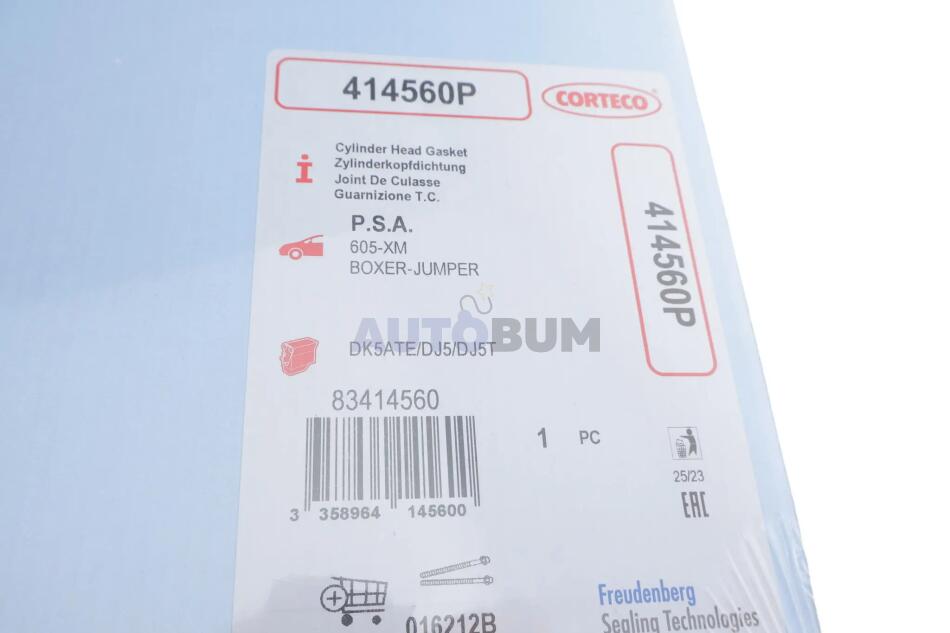 414560P
CORTECO®
Cylinder Head Gasket
Zylinderkopfdichtung
Joint De Culasse
Guarnizione T.C.
414560P
P.S.A.
605-XM
BOXER-JUMPER
AUTOBUM
DK5ATE/DJ5/DJ5T
83414560
1 PC
3 358964 145600
25/23
EAC
016212B
Freudenberg
Sealing Technologies